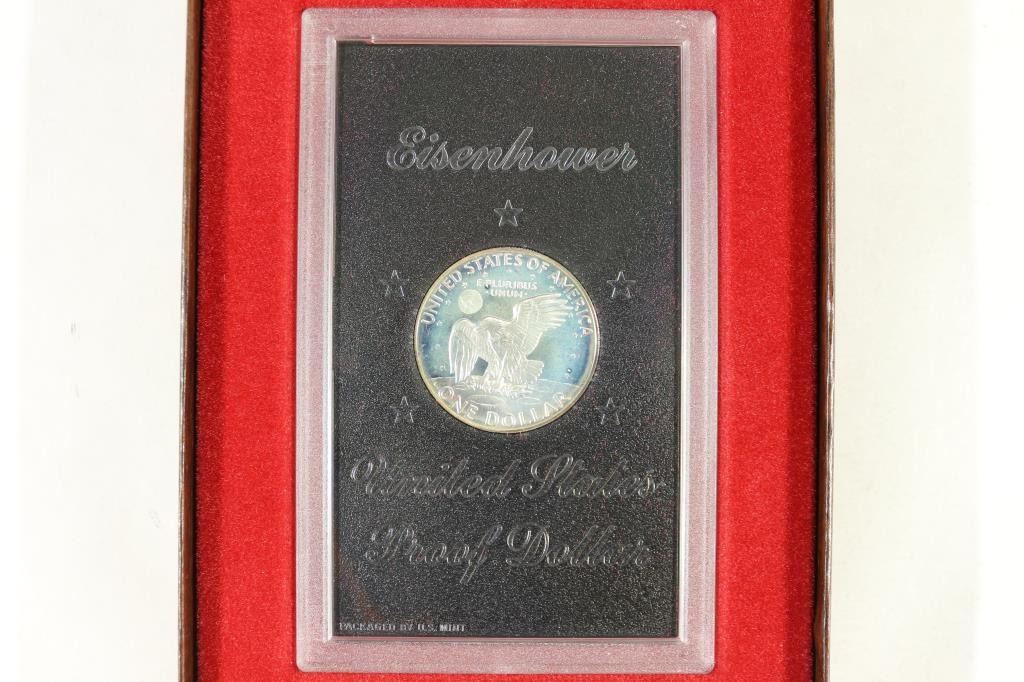 Eisenhower
UNITED STATES OF AMERICA
E PLURIBUS
UNUM
ONE DOLLAR
United States
Proof Dollar
PACKAGED BY U.S. MINT